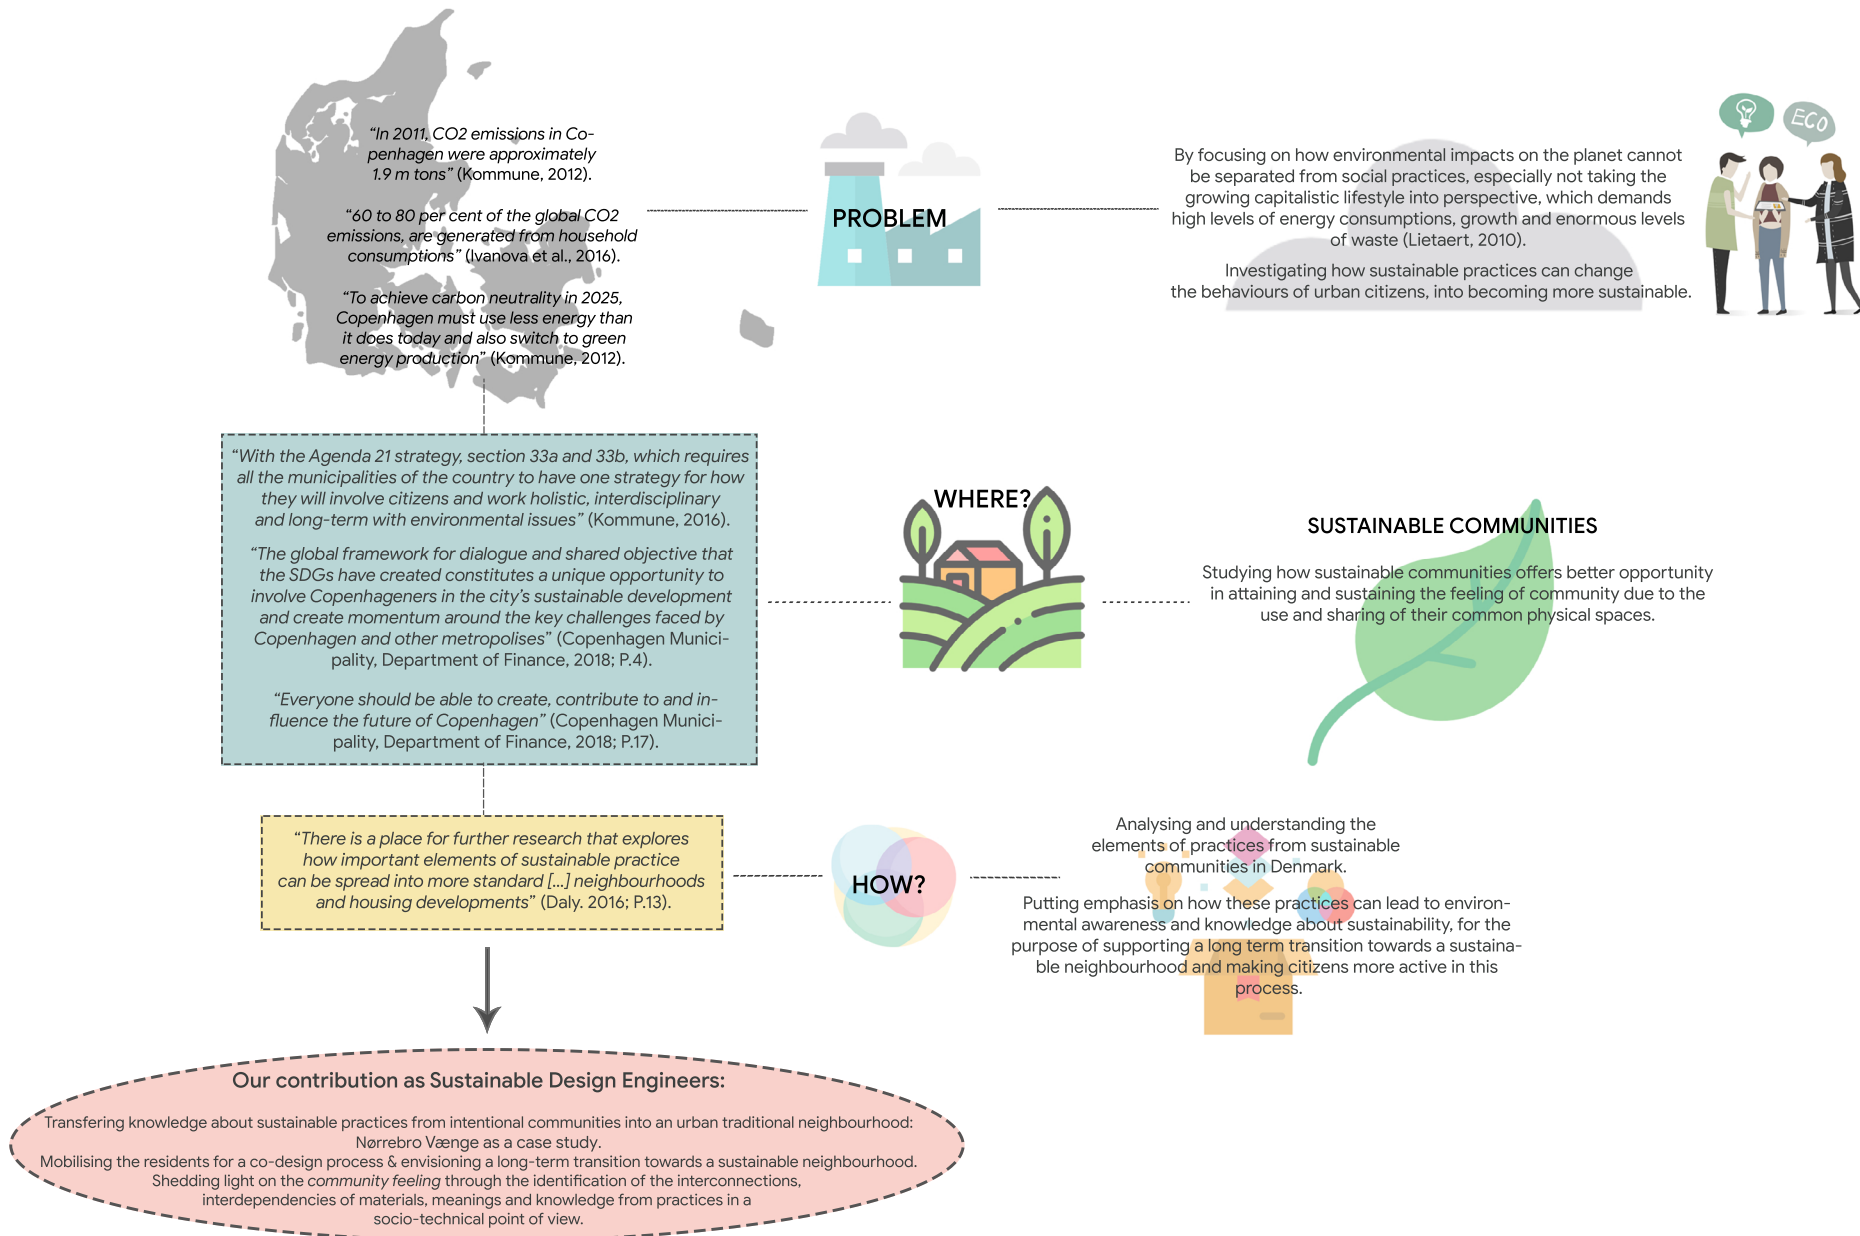 “In 2011, CO2 emissions in Co-
penhagen were approximately
1.9 m tons” (Kommune, 2012).
“60 to 80 per cent of the global CO2
emissions, are generated from household
consumptions” (Ivanova et al., 2016).
“To achieve carbon neutrality in 2025,
Copenhagen must use less energy than
it does today and also switch to green
energy production” (Kommune, 2012).
PROBLEM
By focusing on how environmental impacts on the planet cannot
be separated from social practices, especially not taking the
growing capitalistic lifestyle into perspective, which demands
high levels of energy consumptions, growth and enormous levels
of waste (Lietaert, 2010).
Investigating how sustainable practices can change
the behaviours of urban citizens, into becoming more sustainable.
ECO
“With the Agenda 21 strategy, section 33a and 33b, which requires
all the municipalities of the country to have one strategy for how
they will involve citizens and work holistic, interdisciplinary
and long-term with environmental issues” (Kommune, 2016).
“The global framework for dialogue and shared objective that
the SDGs have created constitutes a unique opportunity to
involve Copenhageners in the city’s sustainable development
and create momentum around the key challenges faced by
Copenhagen and other metropolises” (Copenhagen Munici-
pality, Department of Finance, 2018; P.4).
“Everyone should be able to create, contribute to and in-
fluence the future of Copenhagen” (Copenhagen Munici-
pality, Department of Finance, 2018; P.17).
WHERE?
SUSTAINABLE COMMUNITIES
Studying how sustainable communities offers better opportunity
in attaining and sustaining the feeling of community due to the
use and sharing of their common physical spaces.
“There is a place for further research that explores
how important elements of sustainable practice
can be spread into more standard [...] neighbourhoods
and housing developments” (Daly. 2016; P.13).
HOW?
Analysing and understanding the
elements of practices from sustainable
communities in Denmark.
Putting emphasis on how these practices can lead to environ-
mental awareness and knowledge about sustainability, for the
purpose of supporting a long term transition towards a sustaina-
ble neighbourhood and making citizens more active in this
process.
Our contribution as Sustainable Design Engineers:
Transfering knowledge about sustainable practices from intentional communities into an urban traditional neighbourhood:
Nørrebro Vænge as a case study.
Mobilising the residents for a co-design process & envisioning a long-term transition towards a sustainable neighbourhood.
Shedding light on the community feeling through the identification of the interconnections,
interdependencies of materials, meanings and knowledge from practices in a
socio-technical point of view.